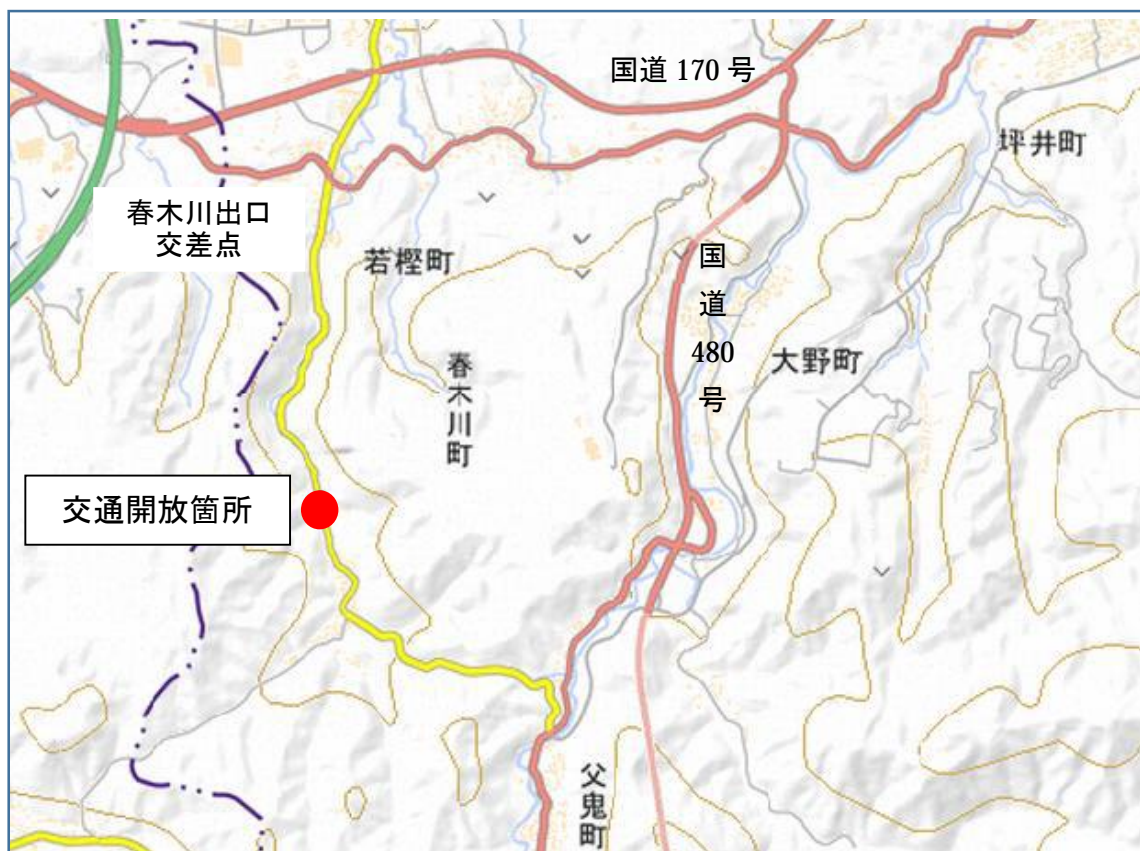 国道 170 号
坪井町
春木川出口
交差点
若樫町
国
道
480
号
大野町
春木川町
交通開放箇所
父鬼町